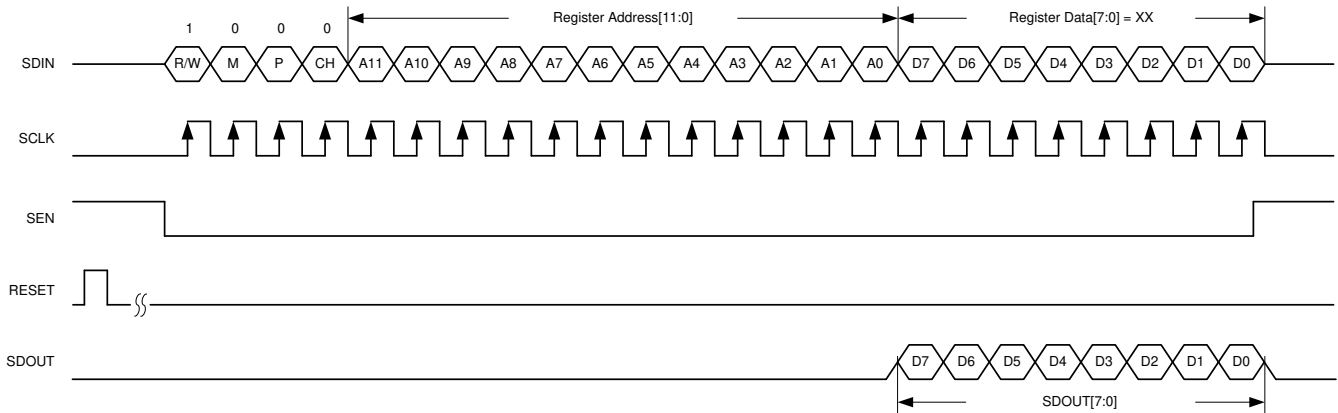 1 0 0 0 Register Address[11:0] Register Data[7:0] = XX
SDIN R/W M P CH A11 A10 A9 A8 A7 A6 A5 A4 A3 A2 A1 A0 D7 D6 D5 D4 D3 D2 D1 D0
SCLK
SEN
RESET
SDOUT D7 D6 D5 D4 D3 D2 D1 D0
SDOUT[7:0]